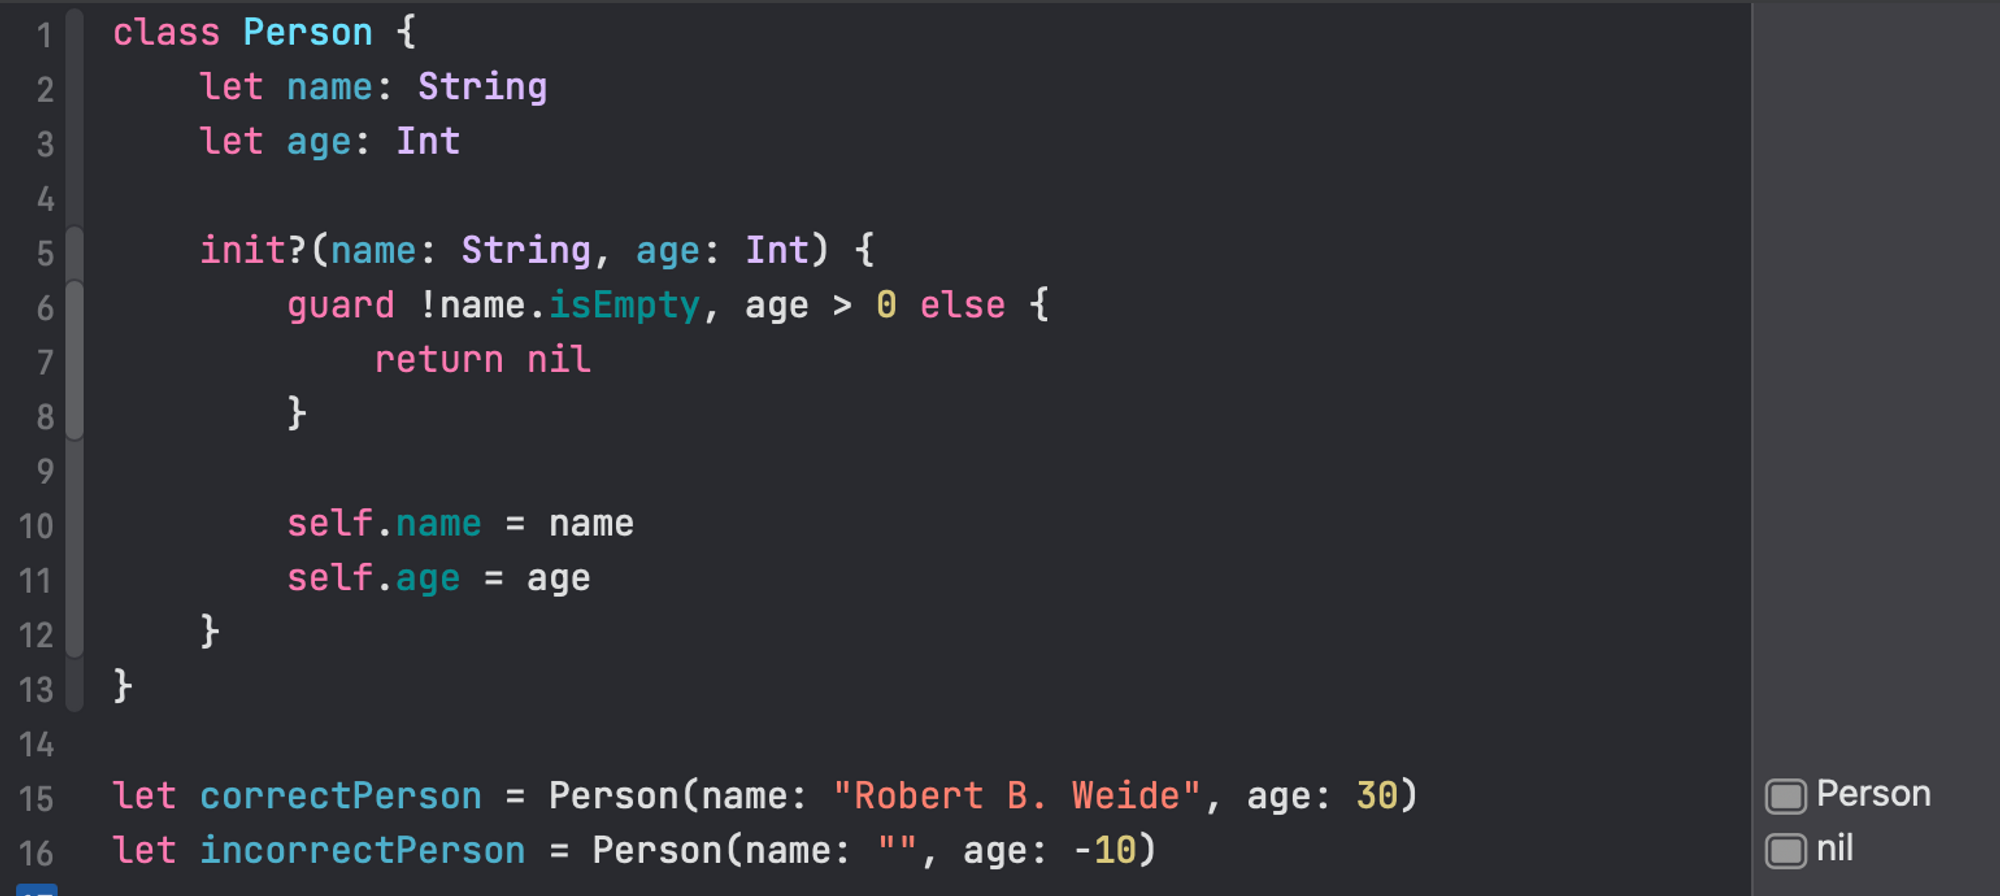 1 class Person {
2     let name: String
3     let age: Int
4
5     init?(name: String, age: Int) {
6         guard !name.isEmpty, age > 0 else {
7             return nil
8         }
9
10         self.name = name
11         self.age = age
12     }
13 }
14
15 let correctPerson = Person(name: "Robert B. Weide", age: 30) Person
16 let incorrectPerson = Person(name: "", age: -10) nil